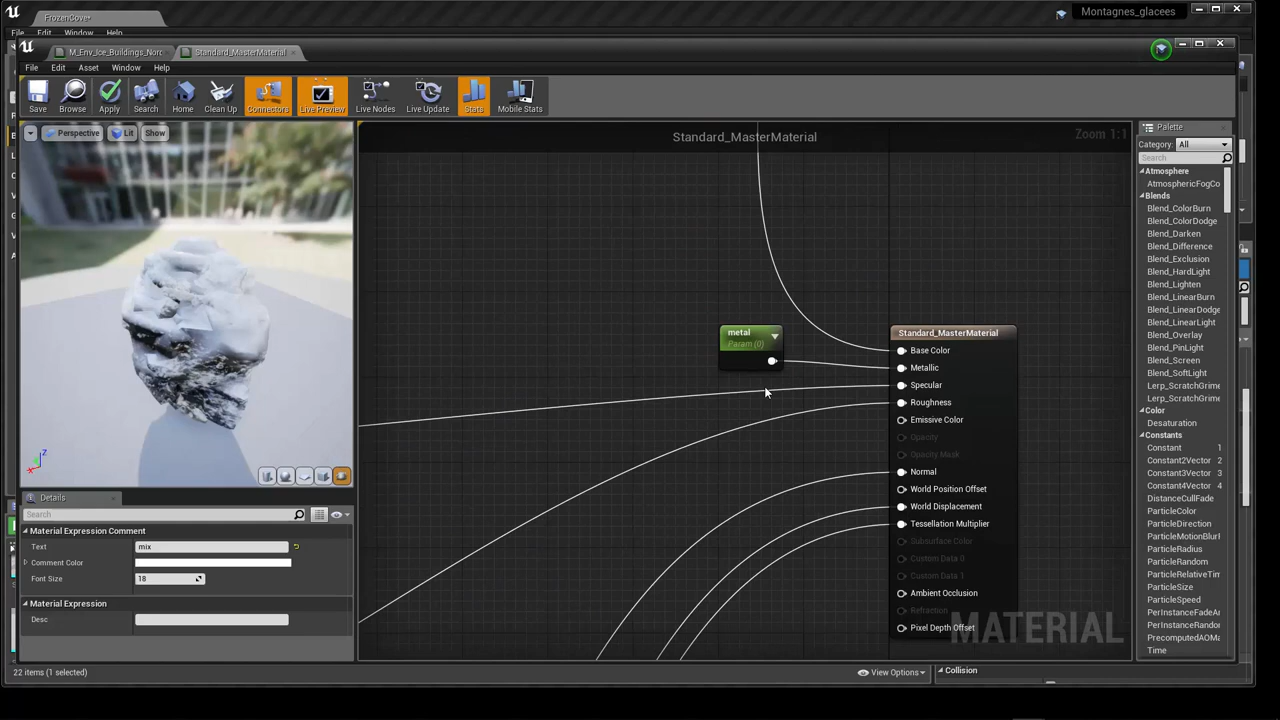 FrozenCove*
Montagnes_glacees
File Edit Window Help
M_Env_Ice_Buildings_Nord
Standard_MasterMaterial
File Edit Asset Window Help
Save Browse Apply Search Home Clean Up Connectors Live Preview Live Nodes Live Update Stats Mobile Stats
Perspective Lit Show
Standard_MasterMaterial
Zoom 1:1
metal
Param (0)
Standard_MasterMaterial
Base Color
Metallic
Specular
Roughness
Emissive Color
Opacity
Opacity Mask
Normal
World Position Offset
World Displacement
Tessellation Multiplier
Subsurface Color
Custom Data 0
Custom Data 1
Ambient Occlusion
Refraction
Pixel Depth Offset
MATERIAL
Z
Details
Search
Material Expression Comment
Text mix
Comment Color
Font Size 18
Material Expression
Desc
22 items (1 selected)
View Options
Collision
Palette
Category: All
Search
Atmosphere
AtmosphericFogCo
Blends
Blend_ColorBurn
Blend_ColorDodge
Blend_Darken
Blend_Difference
Blend_Exclusion
Blend_HardLight
Blend_Lighten
Blend_LinearBurn
Blend_LinearDodge
Blend_LinearLight
Blend_Overlay
Blend_PinLight
Blend_Screen
Blend_SoftLight
Lerp_ScratchGrime
Lerp_ScratchGrime
Color
Desaturation
Constants
Constant 1
Constant2Vector 2
Constant3Vector 3
Constant4Vector 4
DistanceCullFade
ParticleColor
ParticleDirection
ParticleMotionBlurF
ParticleRadius
ParticleRandom
ParticleRelativeTim
ParticleSize
ParticleSpeed
PerInstanceFadeAm
PerInstanceRandom
PrecomputedAOMa
Time